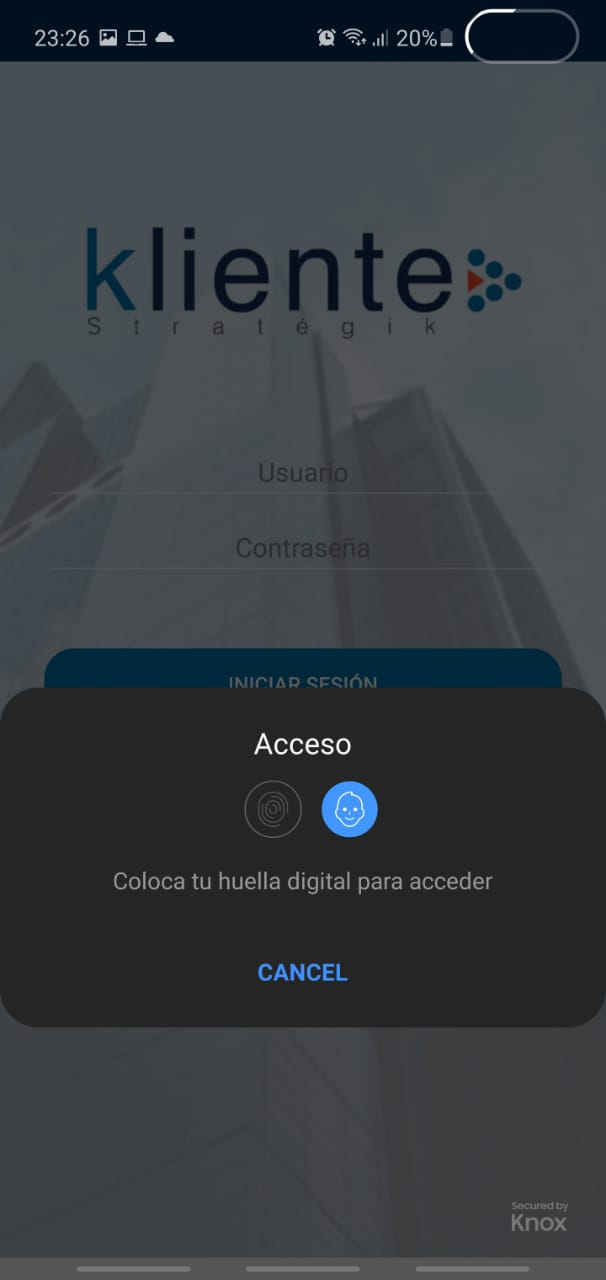 23:26
20%
kliente
Stratégik
Usuario
Contraseña
INICIAR SESIÓN
Acceso
Coloca tu huella digital para acceder
CANCEL
Secured by
Knox